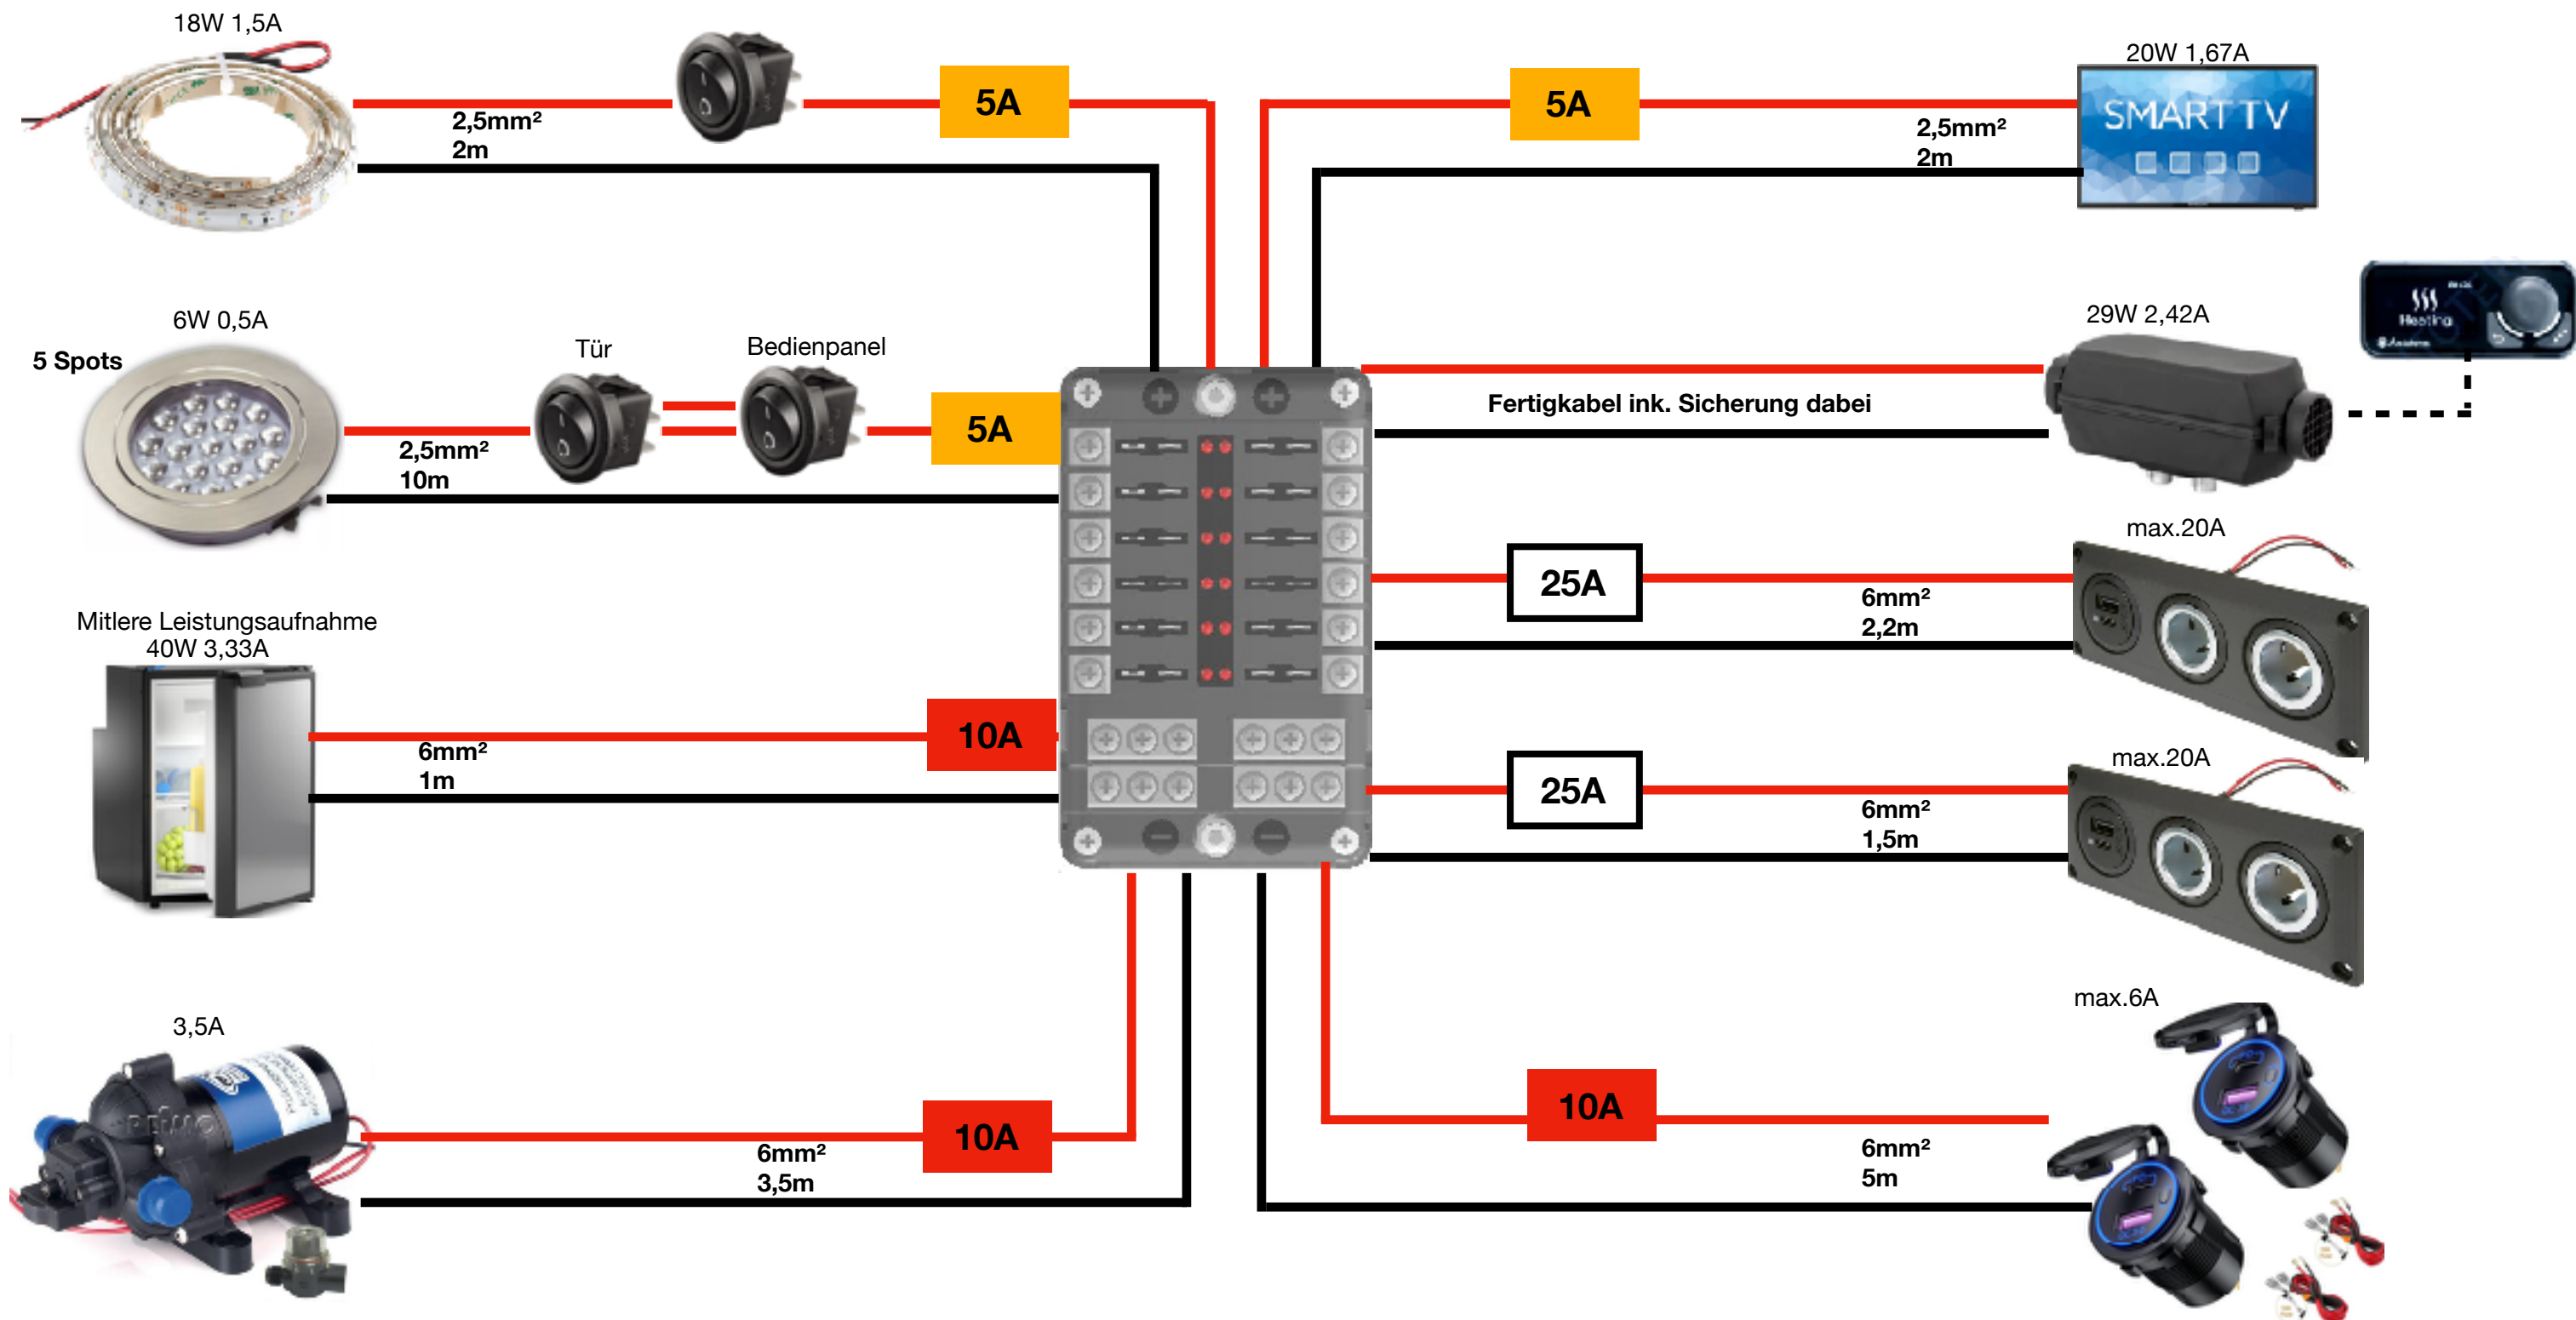 18W 1,5A
5A
2,5mm²
2m
5A
20W 1,67A
SMART TV
2,5mm²
2m
6W 0,5A
5 Spots
Tür
Bedienpanel
5A
2,5mm²
10m
29W 2,42A
Heating
Fertigkabel ink. Sicherung dabei
max.20A
25A
6mm²
2,2m
Mitlere Leistungsaufnahme
40W 3,33A
10A
6mm²
1m
max.20A
25A
6mm²
1,5m
3,5A
10A
6mm²
3,5m
max.6A
10A
6mm²
5m